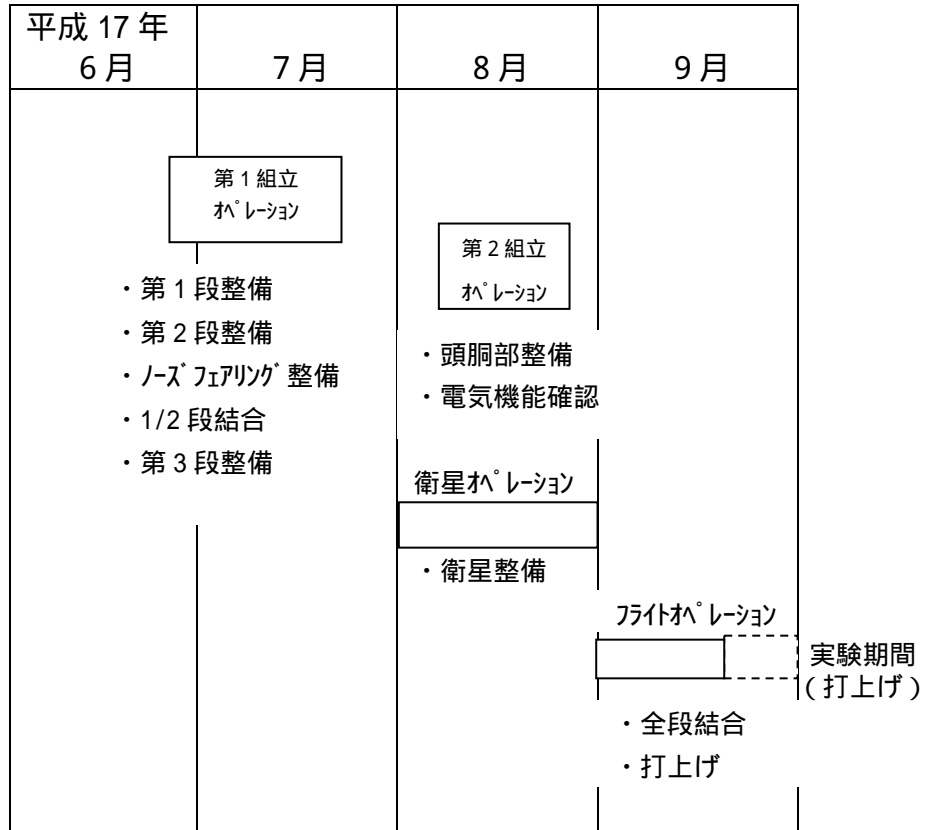 平成 17 年
6 月 7 月 8 月 9 月
第 1 組立
ｵﾍﾟﾚｰｼｮﾝ
第 2 組立
ｵﾍﾟﾚｰｼｮﾝ
・第 1 段整備
・第 2 段整備
・ﾉｰｽﾞﾌｪｱﾘﾝｸﾞ整備
・1/2 段結合
・第 3 段整備
・頭胴部整備
・電気機能確認
衛星ｵﾍﾟﾚｰｼｮﾝ
・衛星整備
ﾌﾗｲﾄｵﾍﾟﾚｰｼｮﾝ
実験期間
（打上げ）
・全段結合
・打上げ